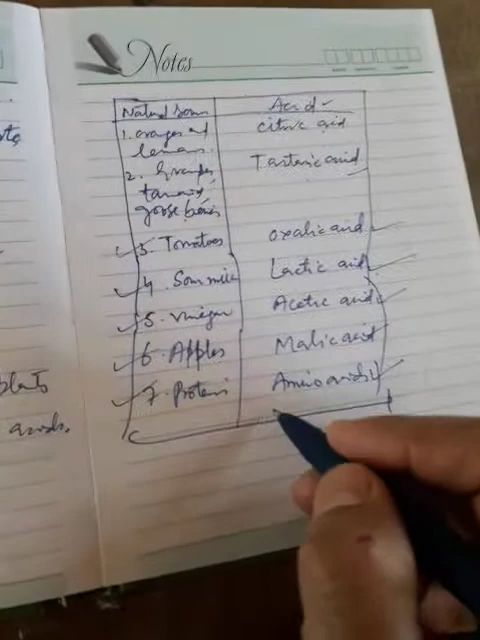 Notes
Natural Sour Acid
1. oranges and citric acid
lemons.
2. Grapes, Tartaric acid
tamarind,
goose berries
3. Tomatoes oxalic acid
4. Sour milk Lactic acid
5. Vinegar Acetic acid
6. Apples Malic acid
7. Protein Amino acids
plants
acids.